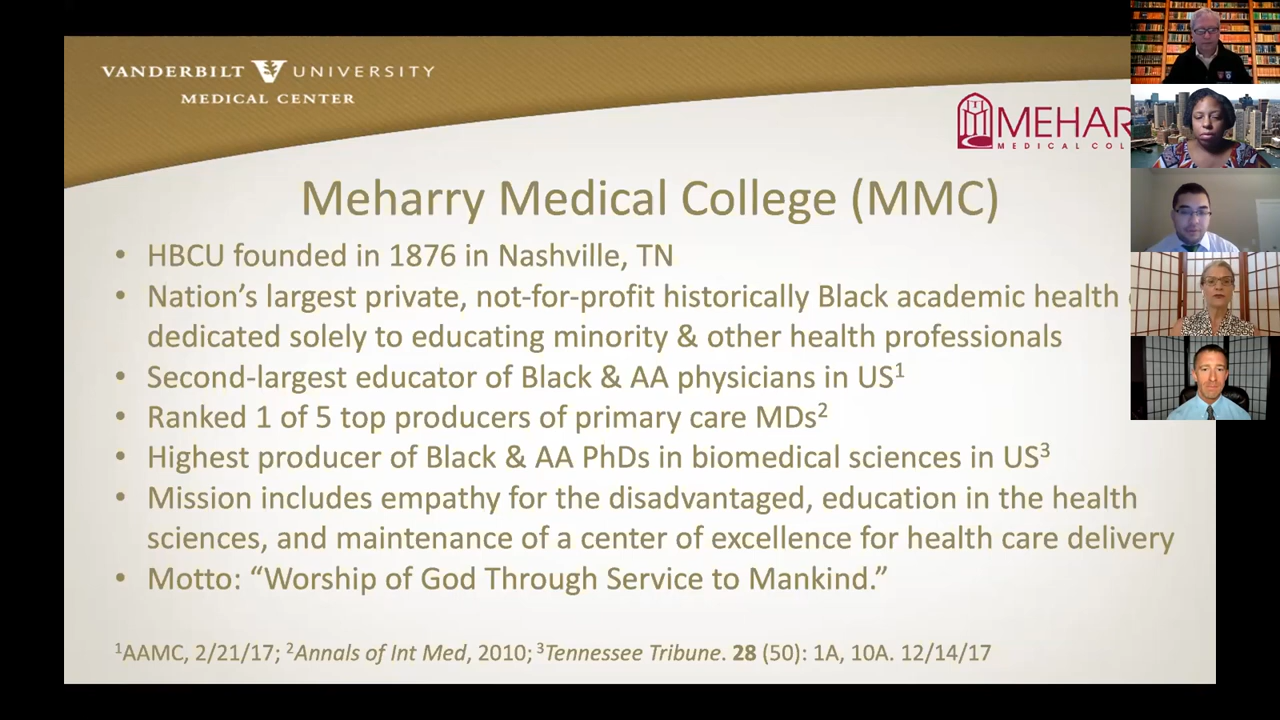 VANDERBILT UNIVERSITY
MEDICAL CENTER
MEHAR
MEDICAL COL
Meharry Medical College (MMC)
• HBCU founded in 1876 in Nashville, TN
• Nation’s largest private, not-for-profit historically Black academic health
dedicated solely to educating minority & other health professionals
• Second-largest educator of Black & AA physicians in US¹
• Ranked 1 of 5 top producers of primary care MDs²
• Highest producer of Black & AA PhDs in biomedical sciences in US³
• Mission includes empathy for the disadvantaged, education in the health
sciences, and maintenance of a center of excellence for health care delivery
• Motto: “Worship of God Through Service to Mankind.”
¹AAMC, 2/21/17; ²Annals of Int Med, 2010; ³Tennessee Tribune. 28 (50): 1A, 10A. 12/14/17